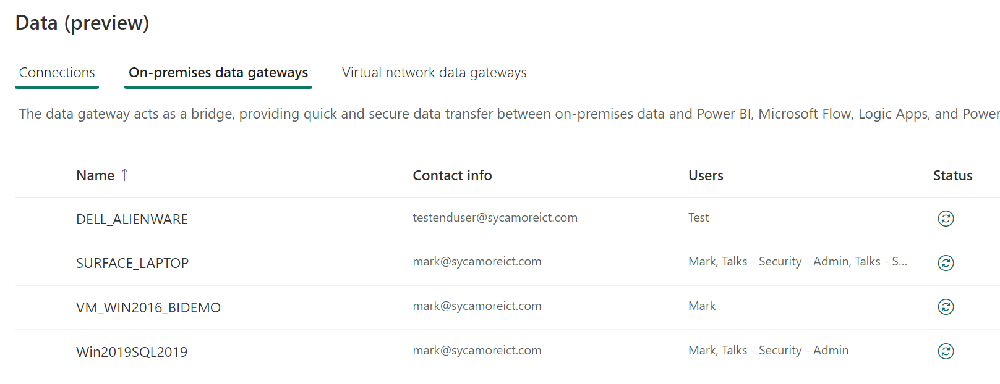 Data (preview)
Connections On-premises data gateways Virtual network data gateways
The data gateway acts as a bridge, providing quick and secure data transfer between on-premises data and Power BI, Microsoft Flow, Logic Apps, and Power
Name ↑ Contact info Users Status
DELL_ALIENWARE testenduser@sycamoreict.com Test
SURFACE_LAPTOP mark@sycamoreict.com Mark, Talks - Security - Admin, Talks - S...
VM_WIN2016_BIDEMO mark@sycamoreict.com Mark
Win2019SQL2019 mark@sycamoreict.com Mark, Talks - Security - Admin